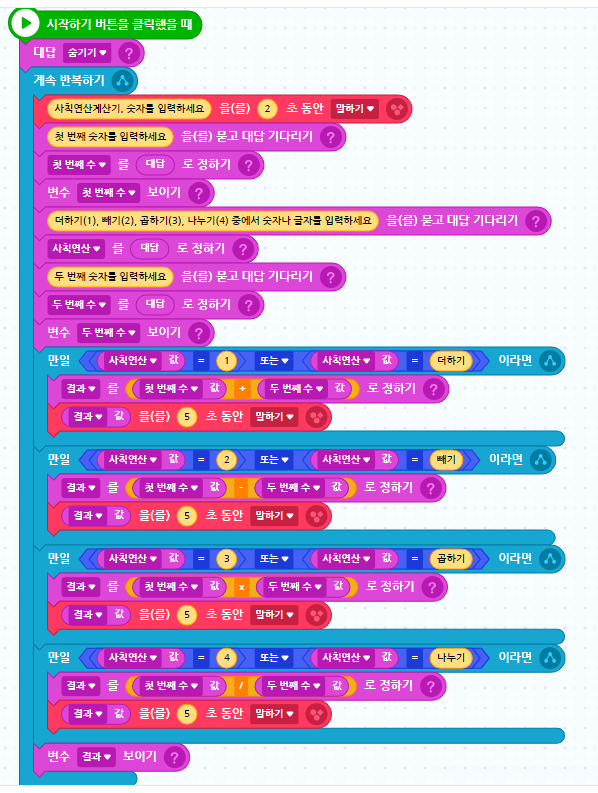 시작하기 버튼을 클릭했을 때
대답 숨기기 ?
계속 반복하기
사칙연산계산기, 숫자를 입력하세요 을(를) 2 초 동안 말하기
첫 번째 숫자를 입력하세요 을(를) 묻고 대답 기다리기 ?
첫 번째 수 를 대답 로 정하기 ?
변수 첫 번째 수 보이기 ?
더하기(1), 빼기(2), 곱하기(3), 나누기(4) 중에서 숫자나 글자를 입력하세요 을(를) 묻고 대답 기다리기 ?
사칙연산 를 대답 로 정하기 ?
두 번째 숫자를 입력하세요 을(를) 묻고 대답 기다리기 ?
두 번째 수 를 대답 로 정하기 ?
변수 두 번째 수 보이기 ?
만일 사칙연산 값 = 1 또는 사칙연산 값 = 더하기 이라면
결과 를 첫 번째 수 값 + 두 번째 수 값 로 정하기 ?
결과 값 을(를) 5 초 동안 말하기
만일 사칙연산 값 = 2 또는 사칙연산 값 = 빼기 이라면
결과 를 첫 번째 수 값 - 두 번째 수 값 로 정하기 ?
결과 값 을(를) 5 초 동안 말하기
만일 사칙연산 값 = 3 또는 사칙연산 값 = 곱하기 이라면
결과 를 첫 번째 수 값 x 두 번째 수 값 로 정하기 ?
결과 값 을(를) 5 초 동안 말하기
만일 사칙연산 값 = 4 또는 사칙연산 값 = 나누기 이라면
결과 를 첫 번째 수 값 / 두 번째 수 값 로 정하기 ?
결과 값 을(를) 5 초 동안 말하기
변수 결과 보이기 ?